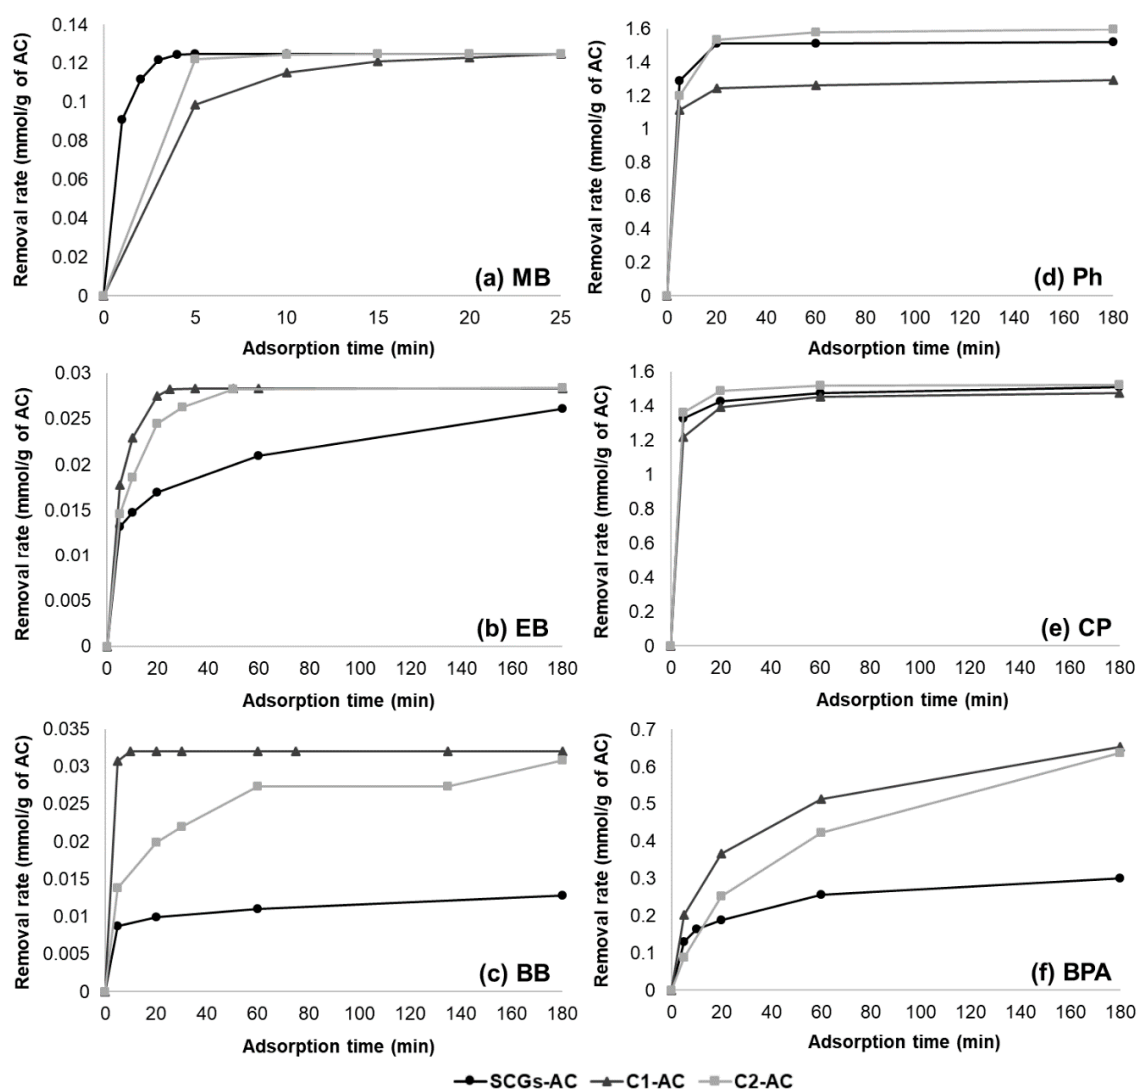 Removal rate (mmol/g of AC)
0.14
0.12
0.1
0.08
0.06
0.04
0.02
0
(a) MB
0 5 10 15 20 25
Adsorption time (min)
Removal rate (mmol/g of AC)
1.6
1.4
1.2
1
0.8
0.6
0.4
0.2
0
(d) Ph
0 20 40 60 80 100 120 140 160 180
Adsorption time (min)
Removal rate (mmol/g of AC)
0.03
0.025
0.02
0.015
0.01
0.005
0
(b) EB
0 20 40 60 80 100 120 140 160 180
Adsorption time (min)
Removal rate (mmol/g of AC)
1.6
1.4
1.2
1
0.8
0.6
0.4
0.2
0
(e) CP
0 20 40 60 80 100 120 140 160 180
Adsorption time (min)
Removal rate (mmol/g of AC)
0.035
0.03
0.025
0.02
0.015
0.01
0.005
0
(c) BB
0 20 40 60 80 100 120 140 160 180
Adsorption time (min)
Removal rate (mmol/g of AC)
0.7
0.6
0.5
0.4
0.3
0.2
0.1
0
(f) BPA
0 20 40 60 80 100 120 140 160 180
Adsorption time (min)
SCGs-AC C1-AC C2-AC